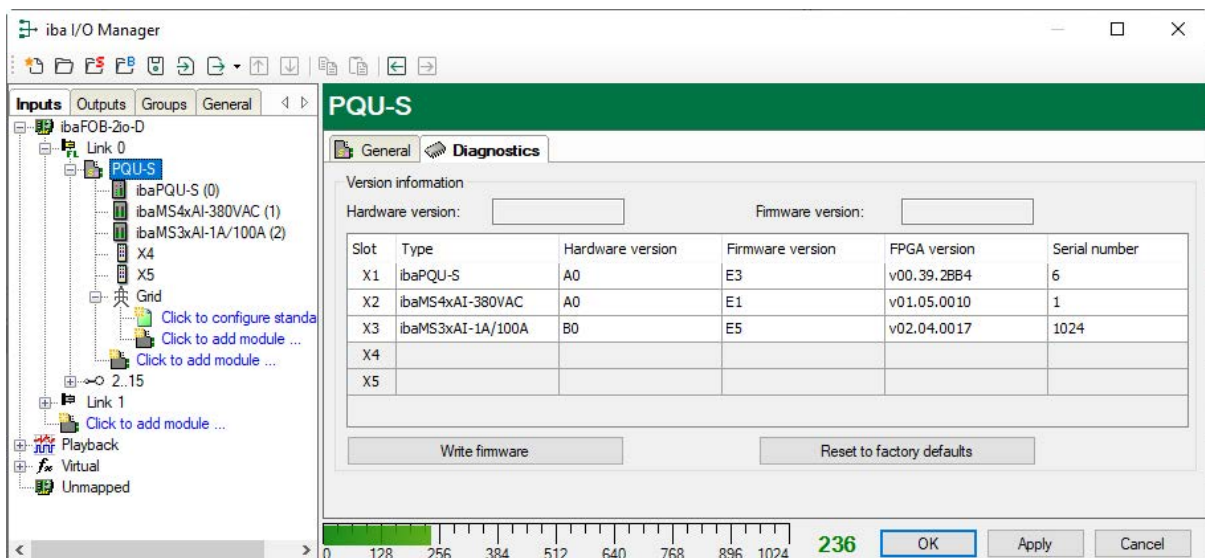 iba I/O Manager
Inputs Outputs Groups General
ibaFOB-2io-D
Link 0
PQU-S
ibaPQU-S (0)
ibaMS4xAI-380VAC (1)
ibaMS3xAI-1A/100A (2)
X4
X5
Grid
Click to configure standa
Click to add module ...
Click to add module ...
2..15
Link 1
Click to add module ...
Playback
Virtual
Unmapped
PQU-S
General Diagnostics
Version information
Hardware version: Firmware version:
Slot Type Hardware version Firmware version FPGA version Serial number
X1 ibaPQU-S A0 E3 v00.39.2BB4 6
X2 ibaMS4xAI-380VAC A0 E1 v01.05.0010 1
X3 ibaMS3xAI-1A/100A B0 E5 v02.04.0017 1024
X4
X5
Write firmware Reset to factory defaults
0 128 256 384 512 640 768 896 1024 236 OK Apply Cancel